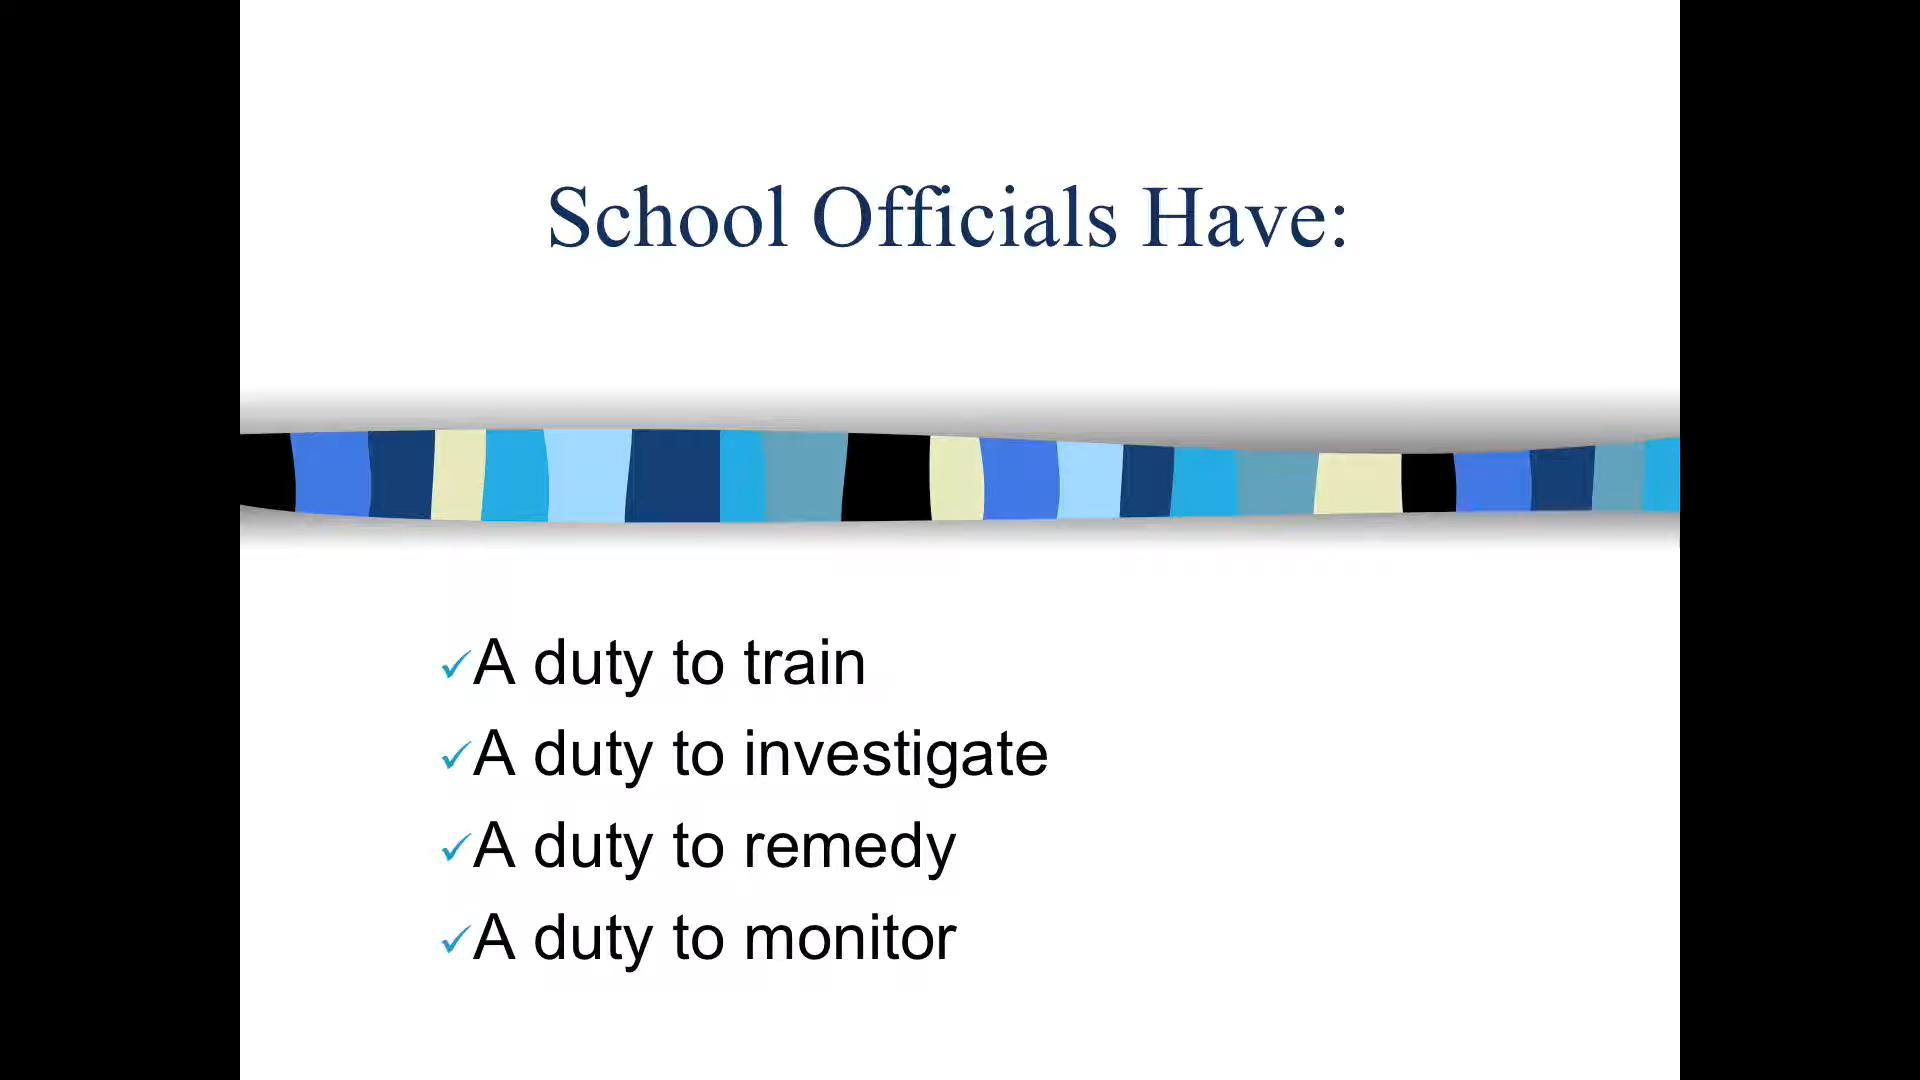 School Officials Have:
✓A duty to train
✓A duty to investigate
✓A duty to remedy
✓A duty to monitor